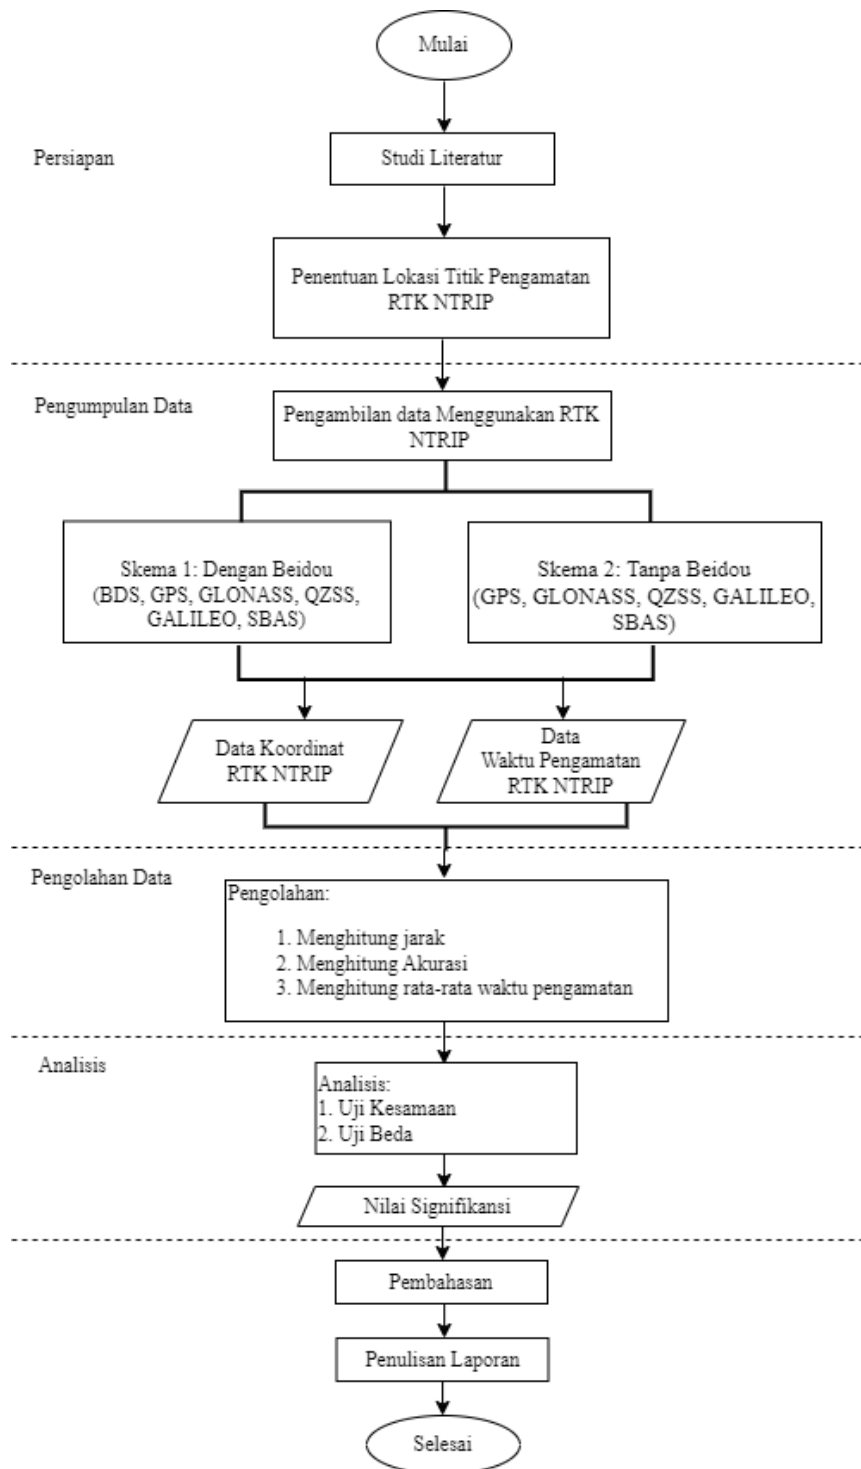 Mulai
Persiapan
Studi Literatur
Penentuan Lokasi Titik Pengamatan
RTK NTRIP
Pengumpulan Data
Pengambilan data Menggunakan RTK
NTRIP
Skema 1: Dengan Beidou
(BDS, GPS, GLONASS, QZSS,
GALILEO, SBAS)
Skema 2: Tanpa Beidou
(GPS, GLONASS, QZSS, GALILEO,
SBAS)
Data Koordinat
RTK NTRIP
Data
Waktu Pengamatan
RTK NTRIP
Pengolahan Data
Pengolahan:
1. Menghitung jarak
2. Menghitung Akurasi
3. Menghitung rata-rata waktu pengamatan
Analisis
Analisis:
1. Uji Kesamaan
2. Uji Beda
Nilai Signifikansi
Pembahasan
Penulisan Laporan
Selesai